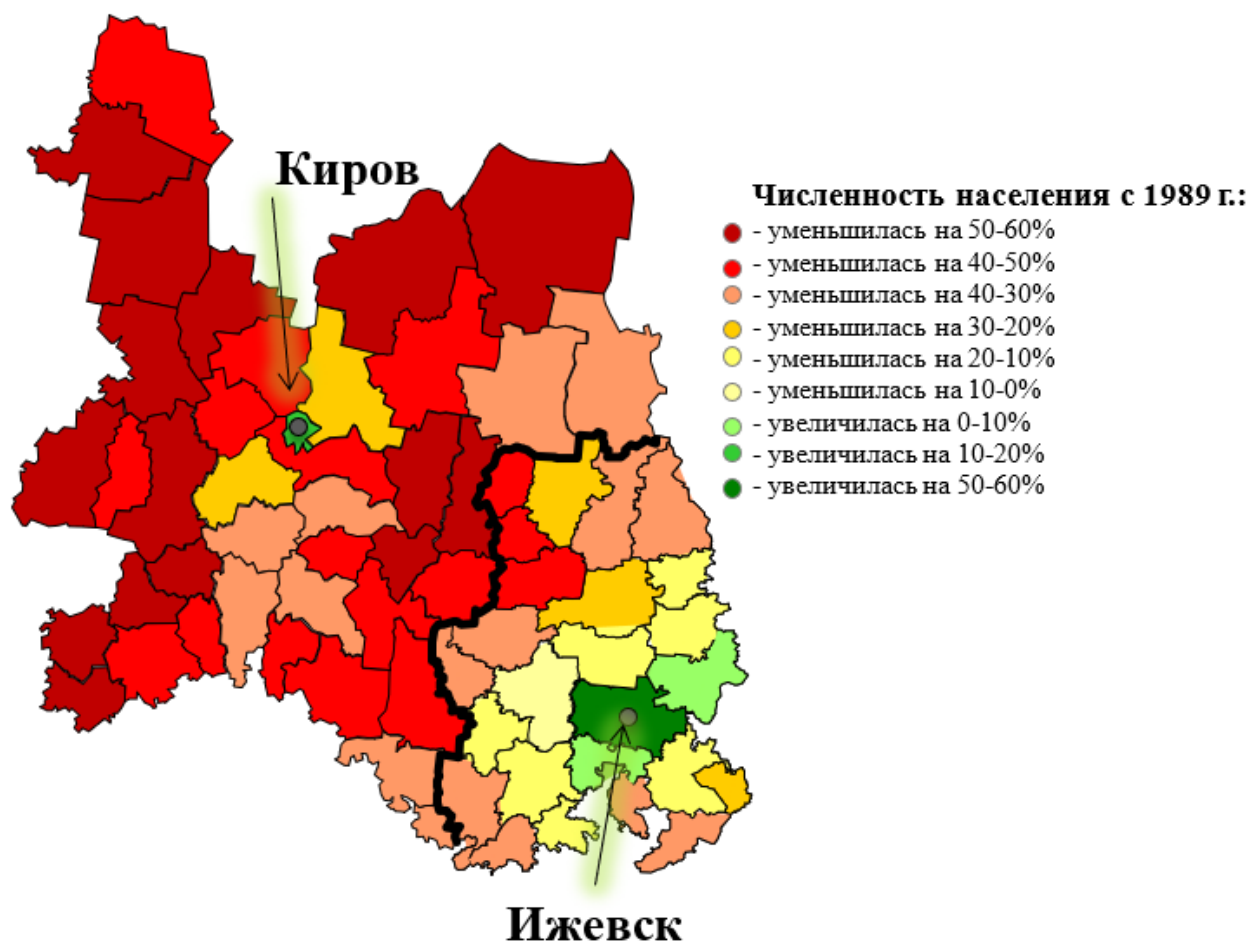 Киров
Численность населения с 1989 г.:
- уменьшилась на 50-60%
- уменьшилась на 40-50%
- уменьшилась на 40-30%
- уменьшилась на 30-20%
- уменьшилась на 20-10%
- уменьшилась на 10-0%
- увеличилась на 0-10%
- увеличилась на 10-20%
- увеличилась на 50-60%
Ижевск